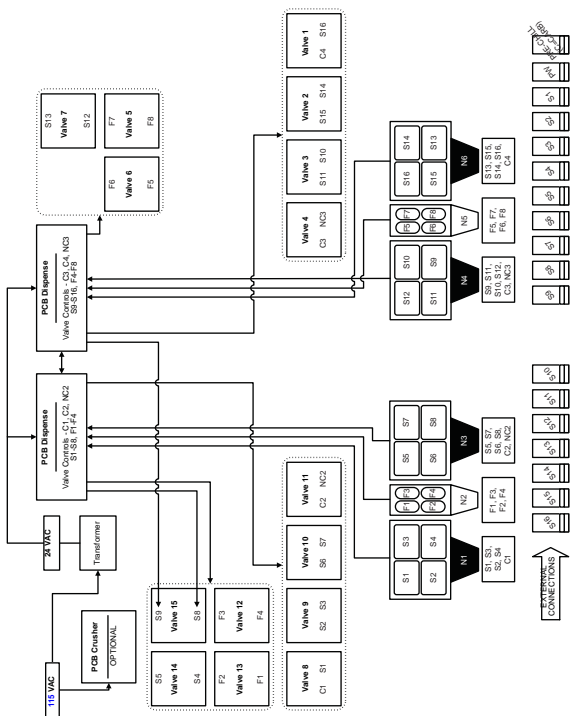 115 VAC
24 VAC
Transformer
PCB Crusher
OPTIONAL
PCB Dispense
Valve Controls - C1, C2, NC2
S1-S8, F1-F4
PCB Dispense
Valve Controls - C3, C4, NC3
S9-S16, F4-F8
S5
Valve 14
S4
S9
Valve 15
S8
F2
Valve 13
F1
F3
Valve 12
F4
S13
Valve 7
S12
F6
Valve 6
F5
F7
Valve 5
F8
Valve 8
C1 S1
Valve 9
S2 S3
Valve 10
S6 S7
Valve 11
C2 NC2
Valve 4
C3 NC3
Valve 3
S11 S10
Valve 2
S15 S14
Valve 1
C4 S16
S1 S3
S2 S4
N1
S1, S3,
S2, S4
C1
F1 F3
F2 F4
N2
F1, F3,
F2, F4
S5 S7
S6 S8
N3
S5, S7,
S6, S8,
C2, NC2
S12 S10
S11 S9
N4
S9, S11,
S10, S12,
C3, NC3
F5 F7
F6 F8
N5
F5, F7,
F6, F8
S16 S14
S15 S13
N6
S13, S15,
S14, S16,
C4
EXTERNAL
CONNECTIONS
S16
S15
S14
S13
S12
S11
S10
S9
S8
S7
S6
S5
S4
S3
S2
S1
PW
PRE-CHILL